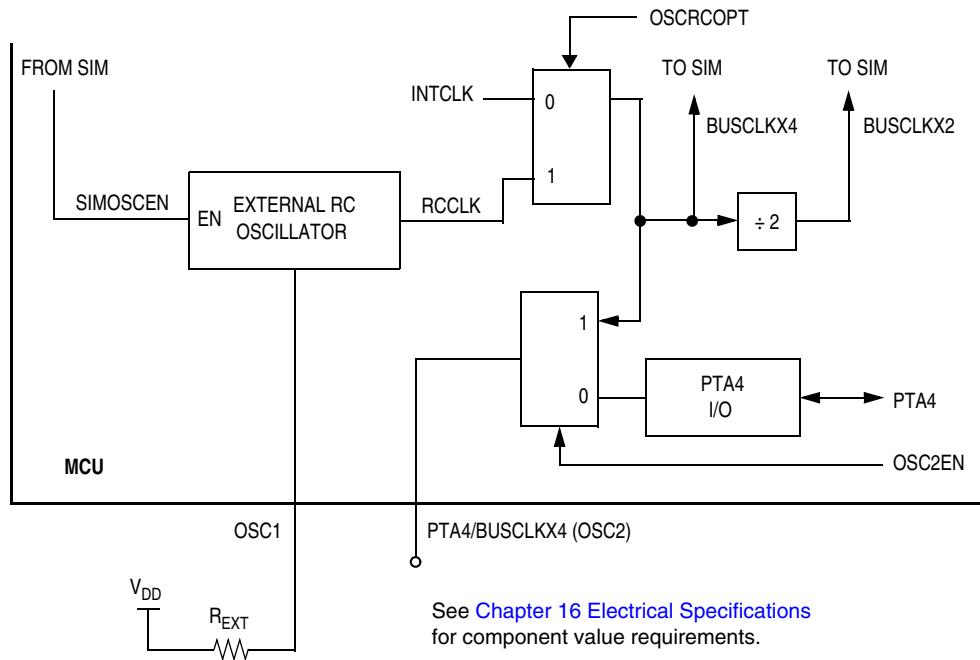 OSCRCOPT
FROM SIM
TO SIM
TO SIM
INTCLK
0
BUSCLKX4
BUSCLKX2
1
SIMOSCEN
EN
EXTERNAL RC
OSCILLATOR
RCCLK
÷ 2
1
0
PTA4
I/O
PTA4
MCU
OSC2EN
OSC1
PTA4/BUSCLKX4 (OSC2)
VDD
REXT
See Chapter 16 Electrical Specifications
for component value requirements.